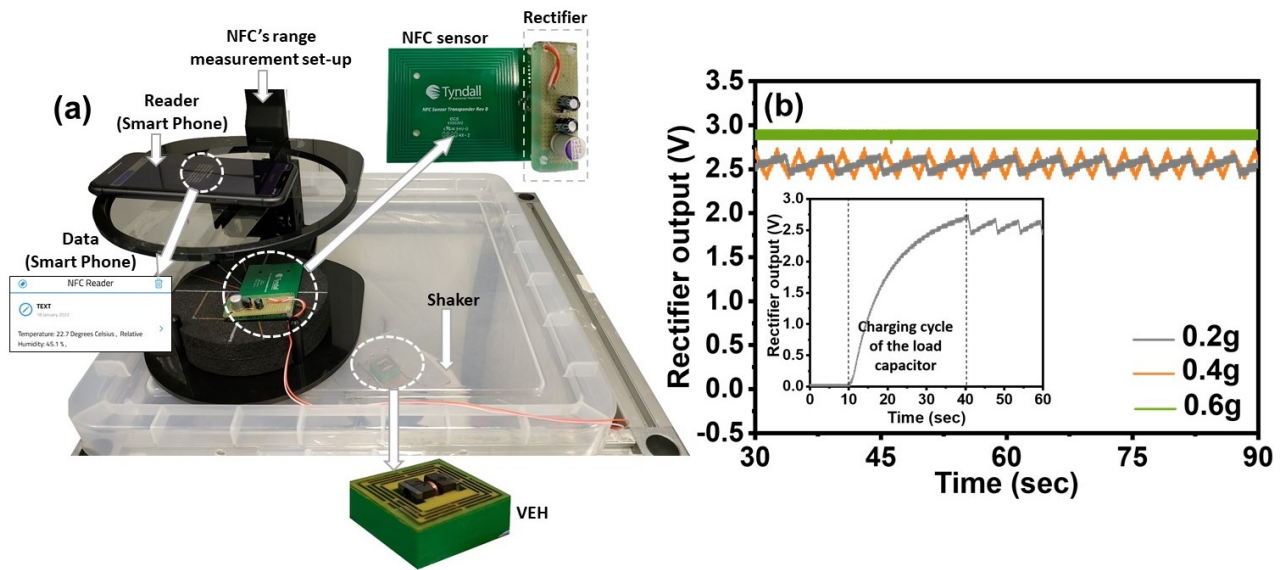 (a)
NFC's range
measurement set-up
Reader
(Smart Phone)
NFC sensor
Rectifier
Tyndall
NFC Sensor Transponder Rev B
Data
(Smart Phone)
NFC Reader
TEXT
Temperature: 22.7 Degrees Celsius , Relative
Humidity: 45.1 % ,
Tyndall
Shaker
VEH
(b)
Rectifier output (V)
3.5
3.0
2.5
2.0
1.5
1.0
0.5
0.0
-0.5
30
45
60
75
90
Time (sec)
0.2g
0.4g
0.6g
Rectifier output (V)
3.0
2.5
2.0
1.5
1.0
0.5
0.0
Charging cycle
of the load
capacitor
0
10
20
30
40
50
60
Time (sec)